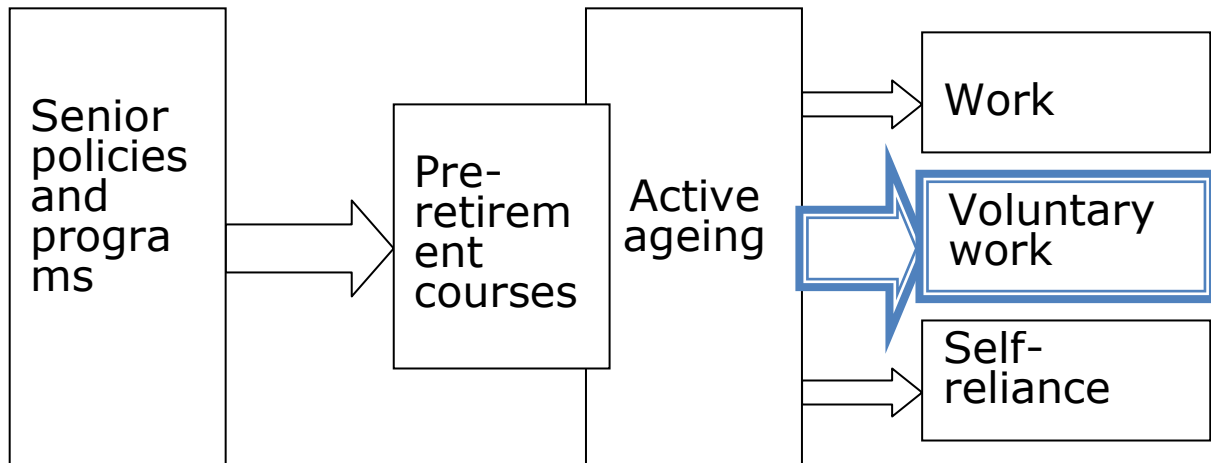 Senior
policies
and
progra
ms
Pre-
retirem
ent
courses
Active
ageing
Work
Voluntary
work
Self-
reliance